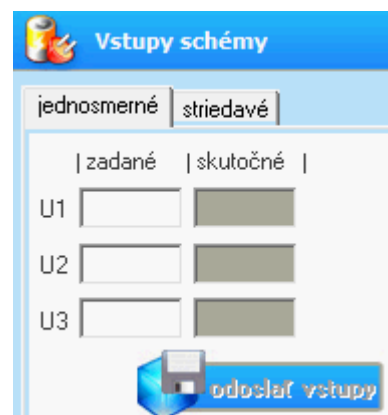 Vstupy schémy
jednosmerné striedavé
| zadané | skutočné |
U1
U2
U3
odoslať vstupy